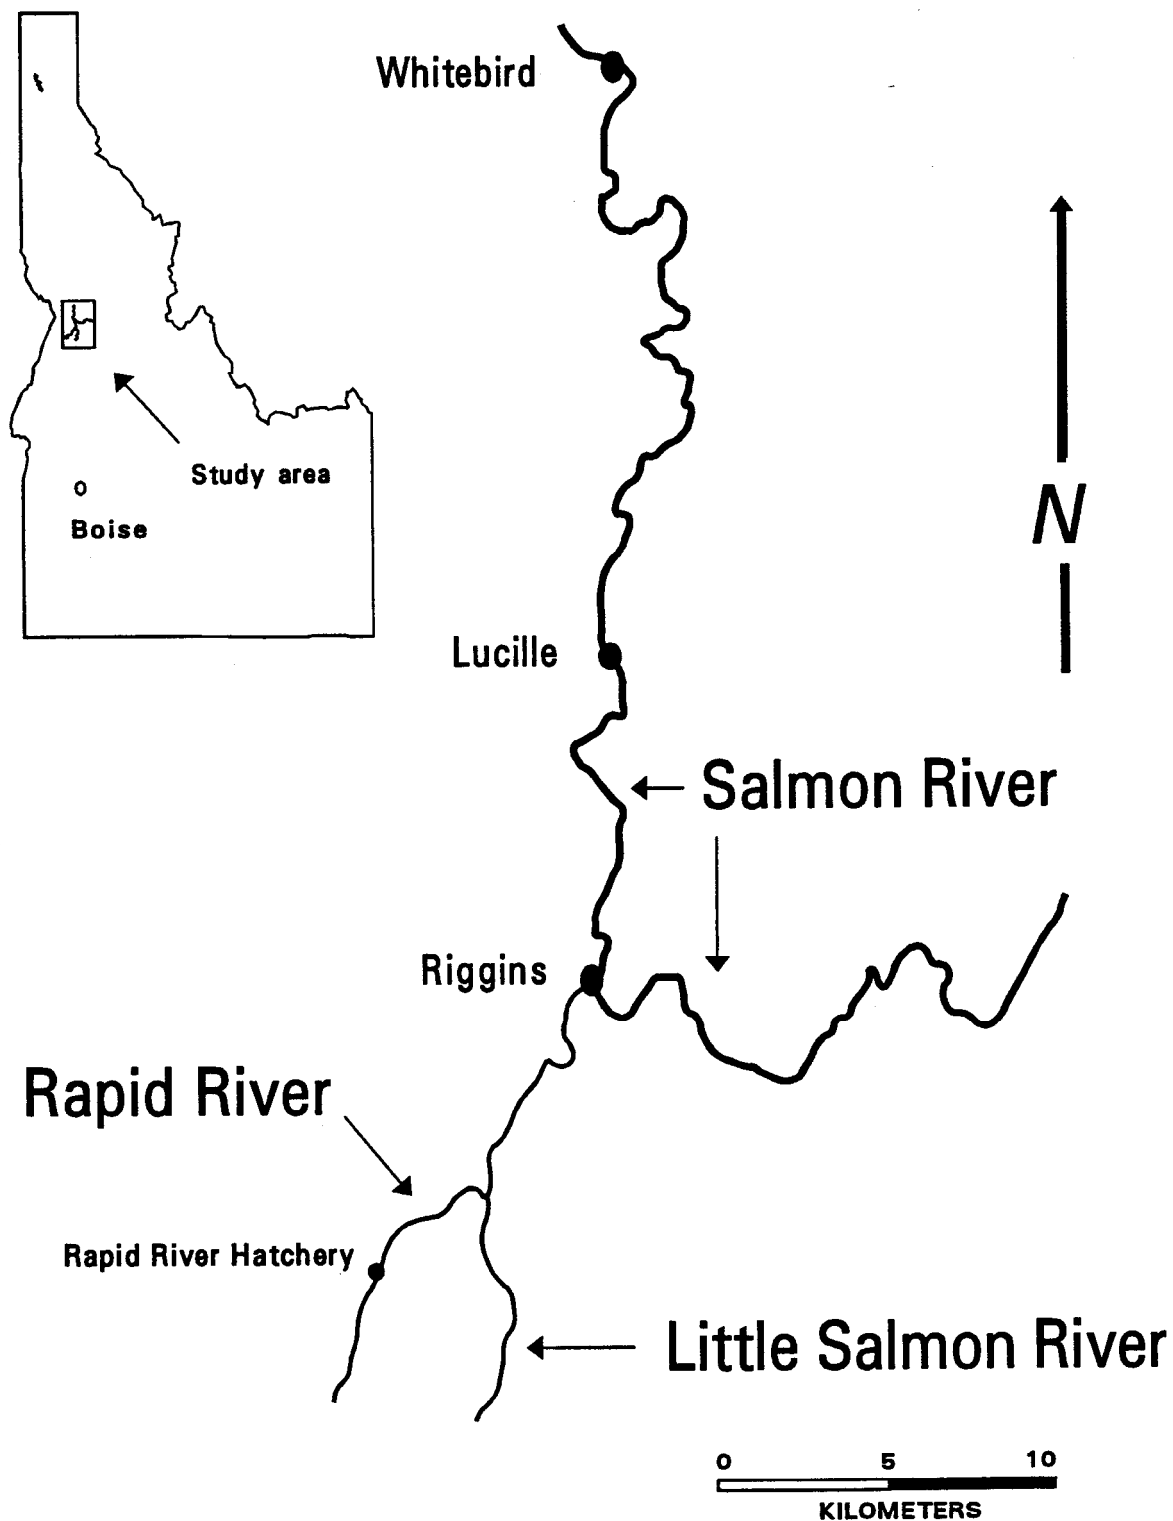 Whitebird
Study area
Boise
N
Lucille
Salmon River
Riggins
Rapid River
Rapid River Hatchery
Little Salmon River
0 5 10
KILOMETERS